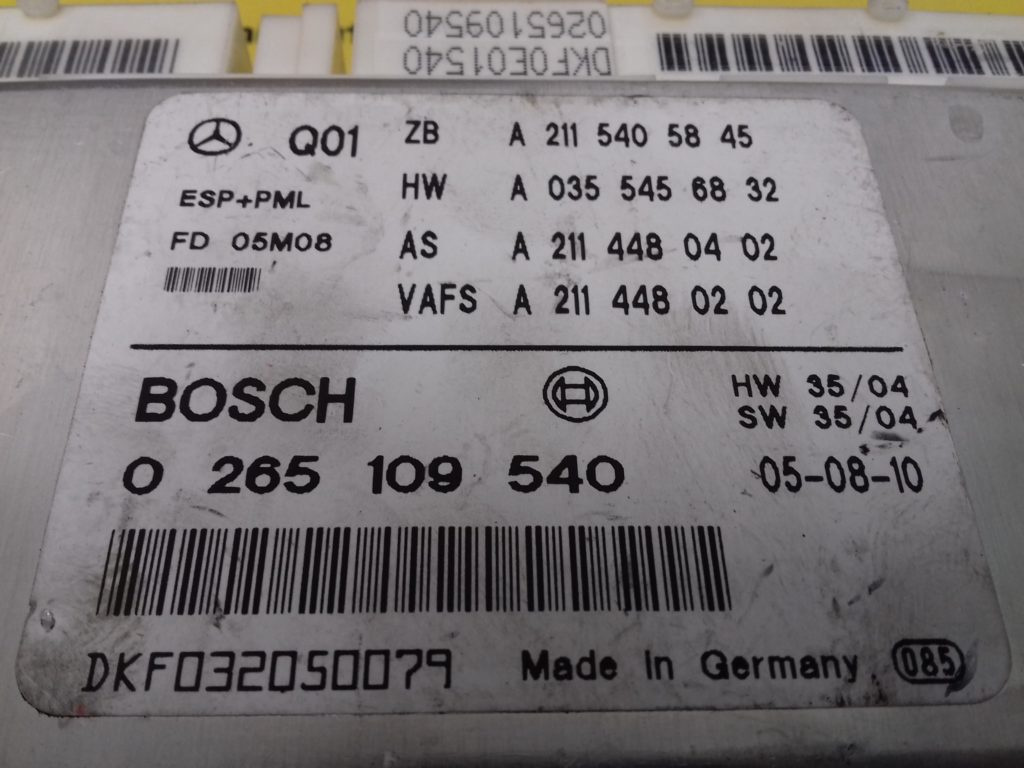 0265109540
DKF0E01540
Q01
ESP+PML
FD 05M08
ZB A 211 540 58 45
HW A 035 545 68 32
AS A 211 448 04 02
VAFS A 211 448 02 02
BOSCH
HW 35/04
SW 35/04
0 265 109 540
05-08-10
DKF032050079
Made in Germany
085